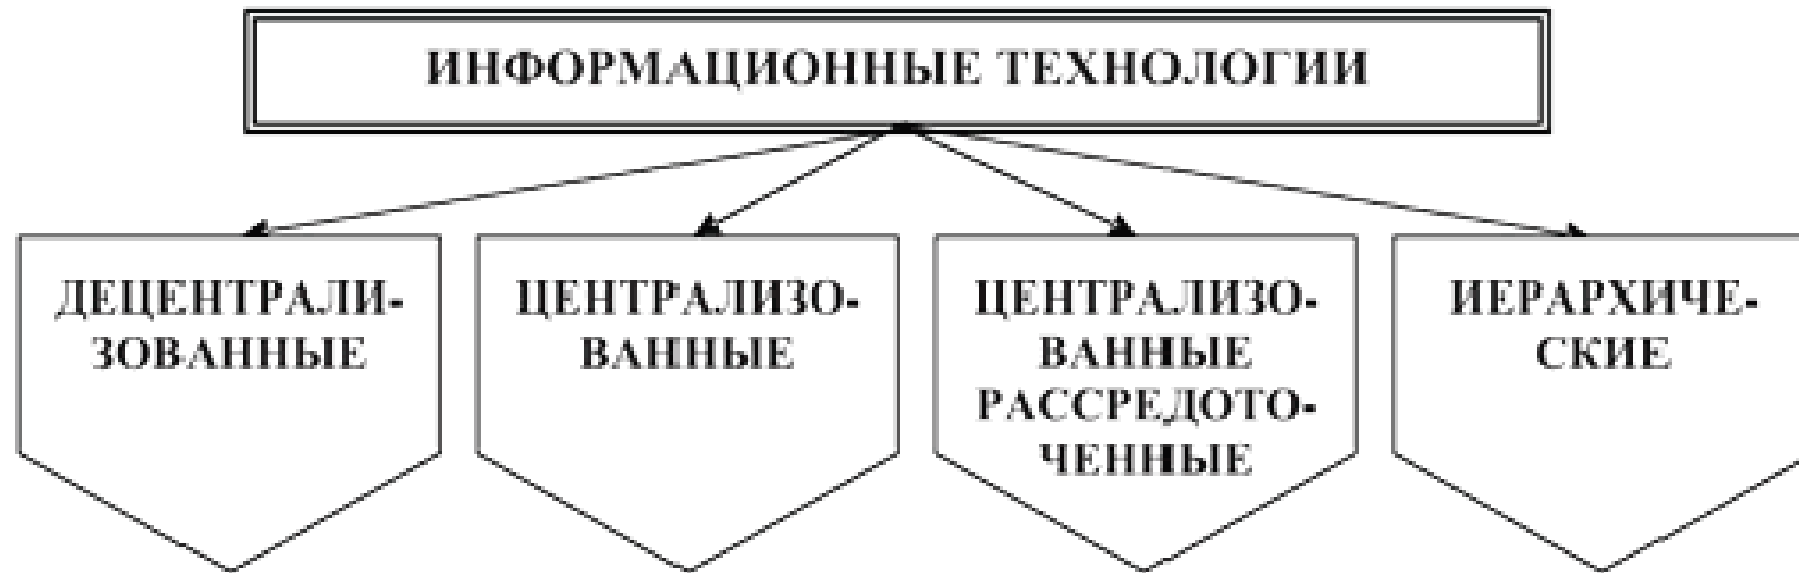 ИНФОРМАЦИОННЫЕ ТЕХНОЛОГИИ
ДЕЦЕНТРАЛИ-
ЗОВАННЫЕ
ЦЕНТРАЛИЗО-
ВАННЫЕ
ЦЕНТРАЛИЗО-
ВАННЫЕ
РАССРЕДОТО-
ЧЕННЫЕ
ИЕРАРХИЧЕ-
СКИЕ